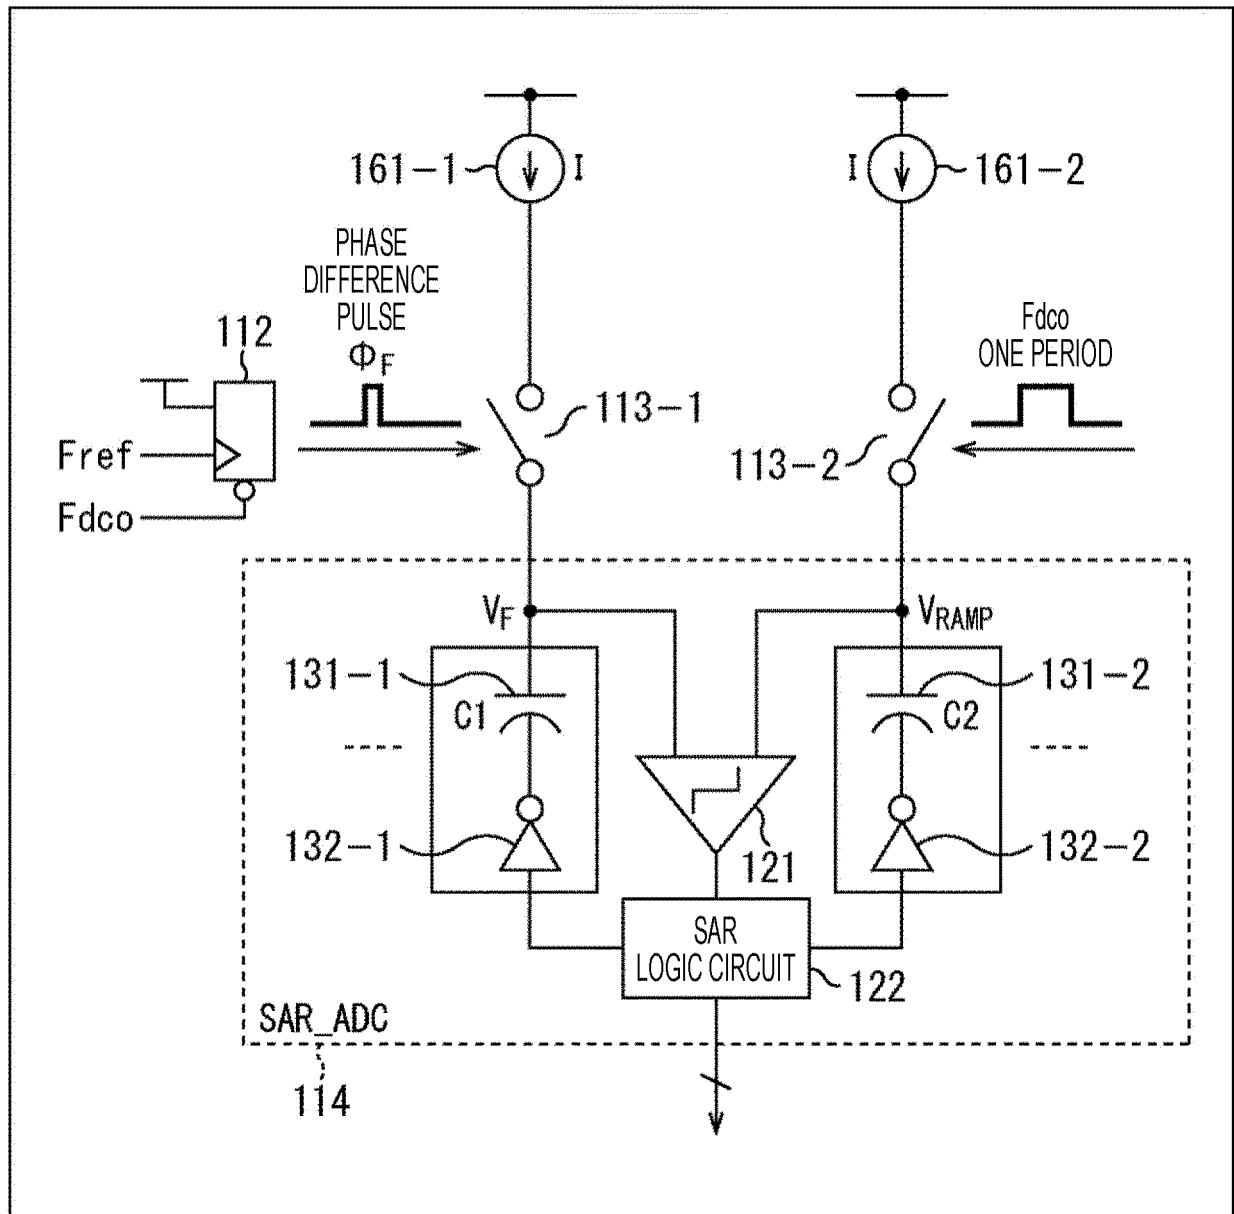 161-1
I
I
161-2
PHASE
DIFFERENCE
PULSE
ΦF
Fdco
ONE PERIOD
112
113-1
113-2
Fref
Fdco
VF
VRAMP
131-1
C1
131-2
C2
132-1
121
132-2
SAR
LOGIC CIRCUIT
122
SAR_ADC
114